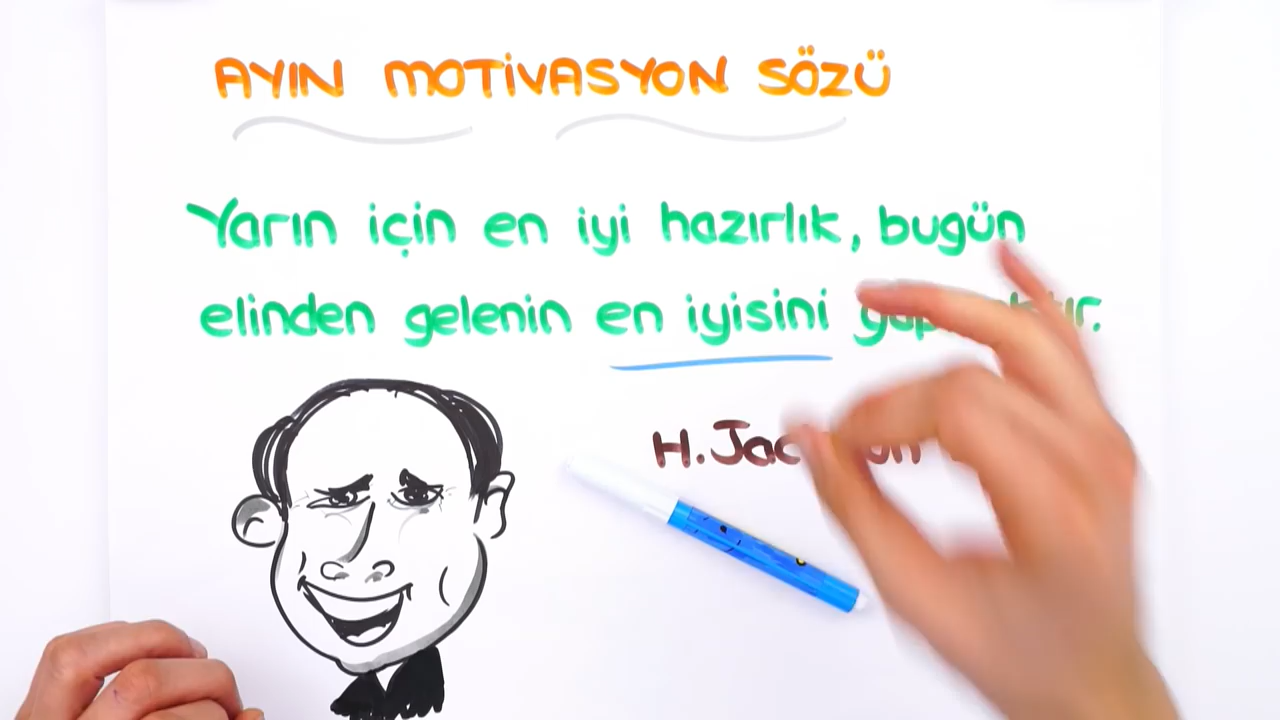 AYIN MOTİVASYON SÖZÜ
Yarın için en iyi hazırlık, bugün
elinden gelenin en iyisini
H.